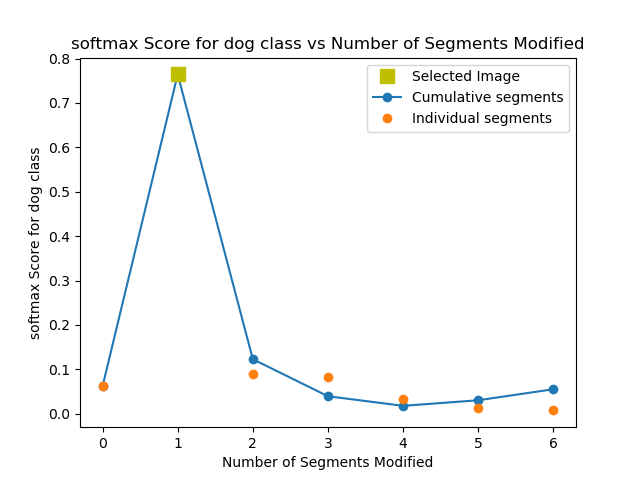 softmax Score for dog class vs Number of Segments Modified
0.8
0.7
0.6
0.5
0.4
0.3
0.2
0.1
0.0
softmax Score for dog class
Selected Image
Cumulative segments
Individual segments
0 1 2 3 4 5 6
Number of Segments Modified